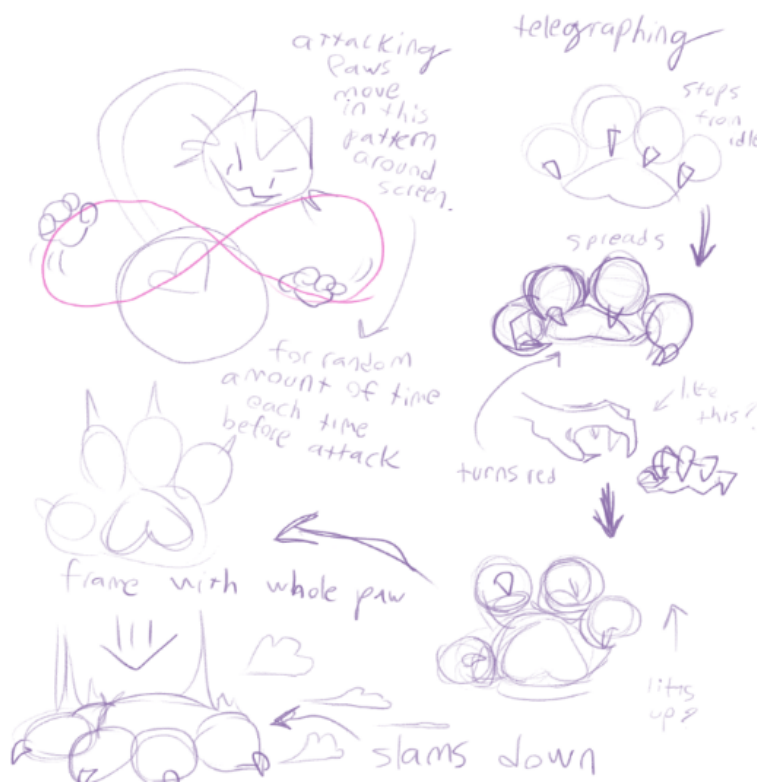 attacking
paws
move
in this
pattern
around
screen.
for random
amount of time
each time
before attack
telegraphing
stops
from
idle
spreads
like
this?
turns red
lifts
up?
frame with whole paw
slams down